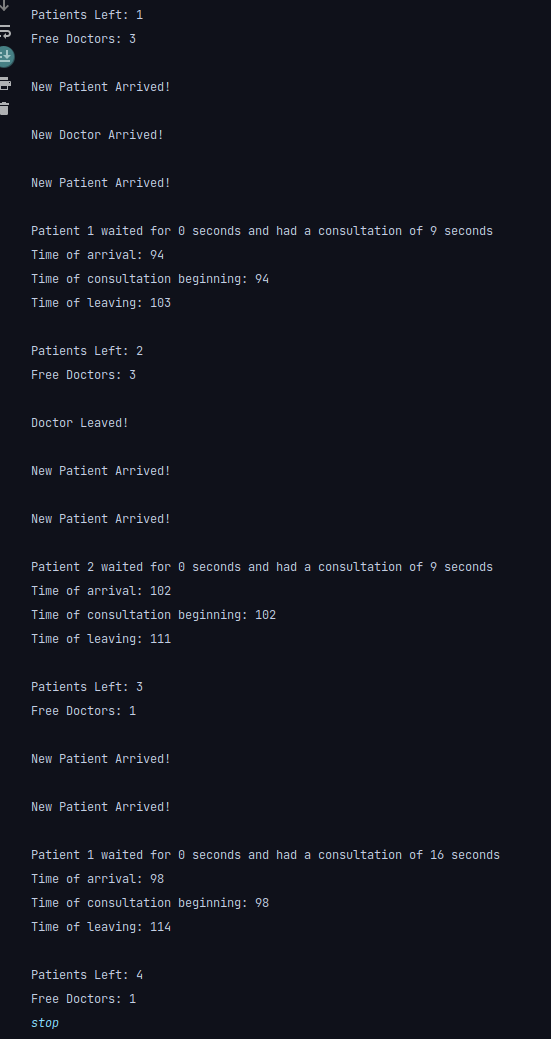 Patients Left: 1
Free Doctors: 3
New Patient Arrived!
New Doctor Arrived!
New Patient Arrived!
Patient 1 waited for 0 seconds and had a consultation of 9 seconds
Time of arrival: 94
Time of consultation beginning: 94
Time of leaving: 103
Patients Left: 2
Free Doctors: 3
Doctor Leaved!
New Patient Arrived!
New Patient Arrived!
Patient 2 waited for 0 seconds and had a consultation of 9 seconds
Time of arrival: 102
Time of consultation beginning: 102
Time of leaving: 111
Patients Left: 3
Free Doctors: 1
New Patient Arrived!
New Patient Arrived!
Patient 1 waited for 0 seconds and had a consultation of 16 seconds
Time of arrival: 98
Time of consultation beginning: 98
Time of leaving: 114
Patients Left: 4
Free Doctors: 1
stop